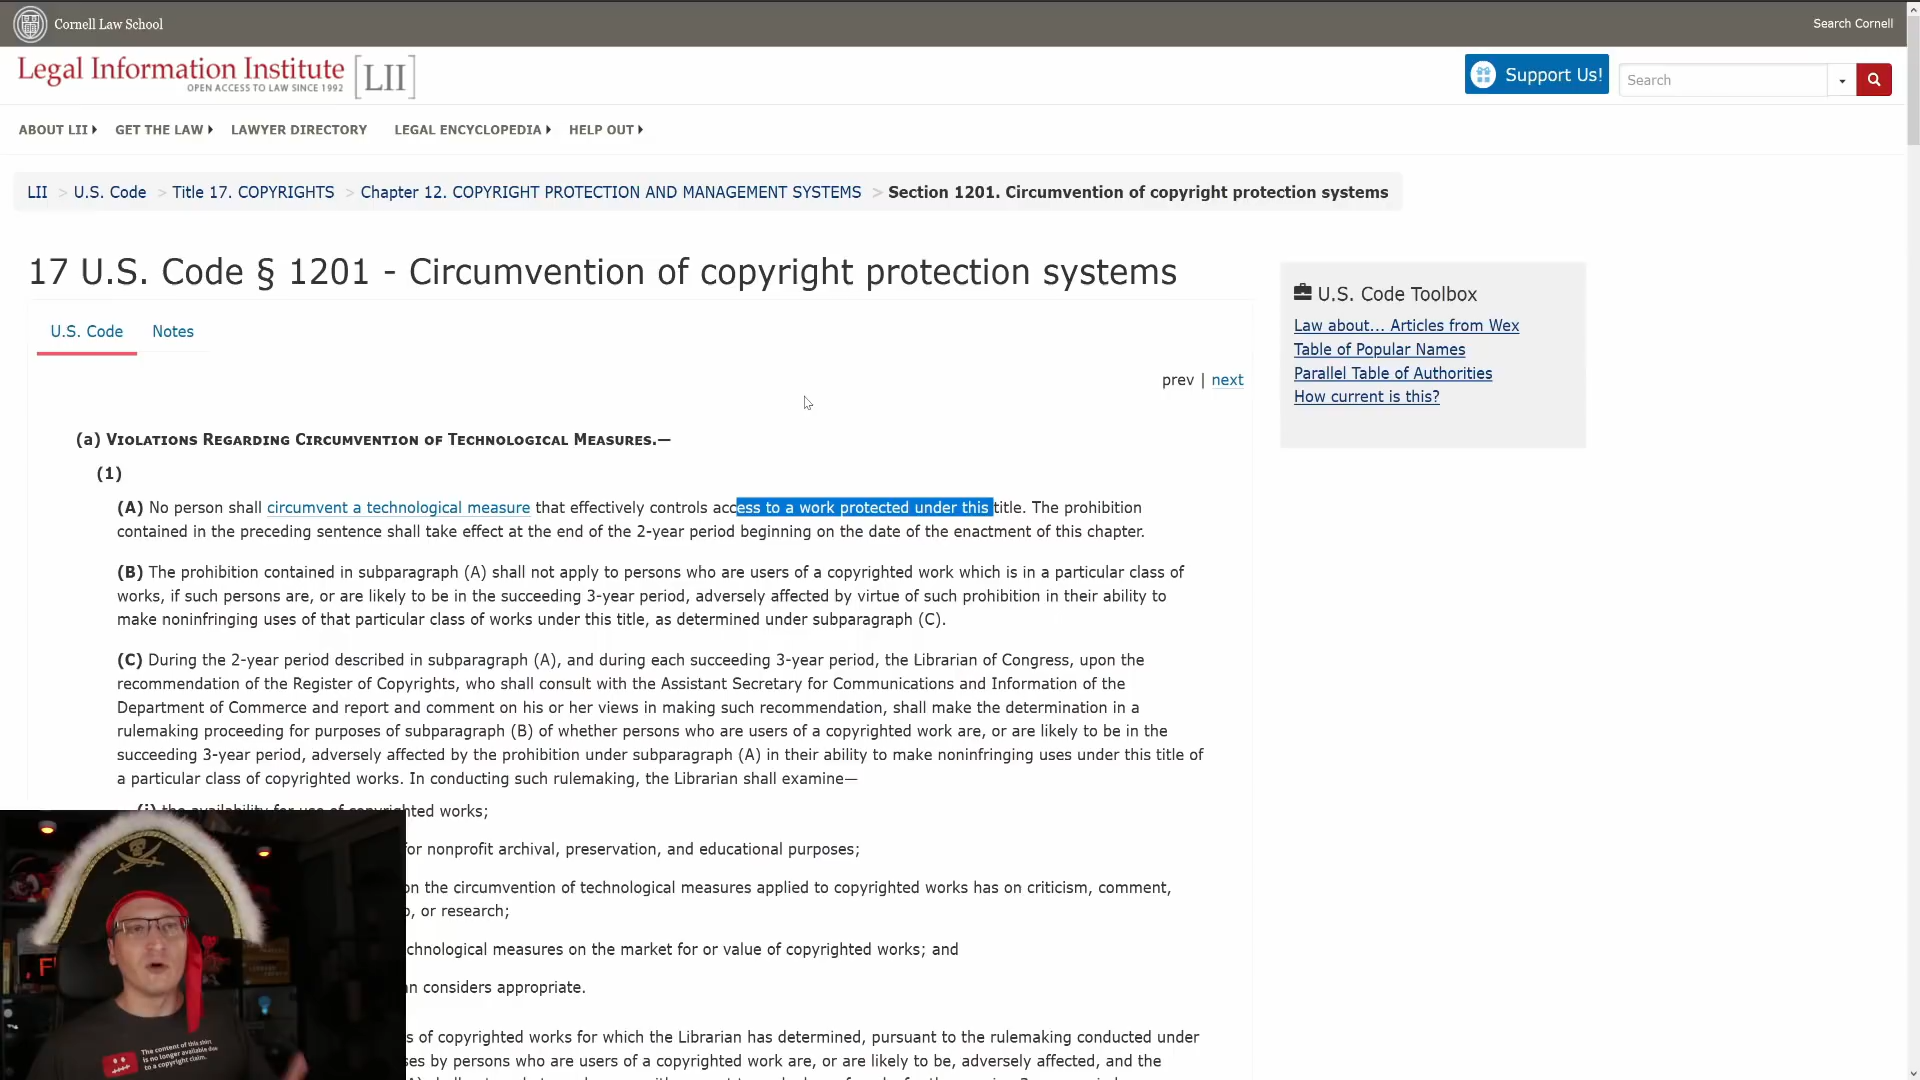 Cornell Law School
Search Cornell
Legal Information Institute [LII]
OPEN ACCESS TO LAW SINCE 1992
Support Us!
Search
ABOUT LII GET THE LAW LAWYER DIRECTORY LEGAL ENCYCLOPEDIA HELP OUT
LII > U.S. Code > Title 17. COPYRIGHTS > Chapter 12. COPYRIGHT PROTECTION AND MANAGEMENT SYSTEMS > Section 1201. Circumvention of copyright protection systems
17 U.S. Code § 1201 - Circumvention of copyright protection systems
U.S. Code Notes
prev | next
U.S. Code Toolbox
Law about... Articles from Wex
Table of Popular Names
Parallel Table of Authorities
How current is this?
(a) Violations Regarding Circumvention of Technological Measures.—
(1)
(A) No person shall circumvent a technological measure that effectively controls access to a work protected under this title. The prohibition
contained in the preceding sentence shall take effect at the end of the 2-year period beginning on the date of the enactment of this chapter.
(B) The prohibition contained in subparagraph (A) shall not apply to persons who are users of a copyrighted work which is in a particular class of
works, if such persons are, or are likely to be in the succeeding 3-year period, adversely affected by virtue of such prohibition in their ability to
make noninfringing uses of that particular class of works under this title, as determined under subparagraph (C).
(C) During the 2-year period described in subparagraph (A), and during each succeeding 3-year period, the Librarian of Congress, upon the
recommendation of the Register of Copyrights, who shall consult with the Assistant Secretary for Communications and Information of the
Department of Commerce and report and comment on his or her views in making such recommendation, shall make the determination in a
rulemaking proceeding for purposes of subparagraph (B) of whether persons who are users of a copyrighted work are, or are likely to be in the
succeeding 3-year period, adversely affected by the prohibition under subparagraph (A) in their ability to make noninfringing uses under this title of
a particular class of copyrighted works. In conducting such rulemaking, the Librarian shall examine—
(i) the availability for use of copyrighted works;
for nonprofit archival, preservation, and educational purposes;
on the circumvention of technological measures applied to copyrighted works has on criticism, comment,
, or research;
chnological measures on the market for or value of copyrighted works; and
n considers appropriate.
s of copyrighted works for which the Librarian has determined, pursuant to the rulemaking conducted under
ses by persons who are users of a copyrighted work are, or are likely to be, adversely affected, and the
The content of this shirt
is no longer available due
to a copyright claim.